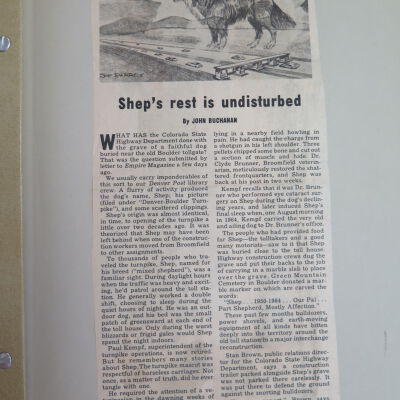 Shep's rest is undisturbed
By JOHN BUCHANAN
WHAT HAS the Colorado State
Highway Department done with
the grave of a faithful dog
buried near the old Boulder tollgate?
That was the question submitted by
letter to Empire Magazine a few days
ago.
We usually carry imponderables of
this sort to our Denver Post library
crew. A flurry of activity produced
the dog's name, Shep; his picture
(filed under "Denver-Boulder Turn-
pike"), and some scattered clippings.
Shep's origin was almost identical,
in time, to opening of the turnpike a
little over two decades ago. It was
theorized that Shep may have been
left behind when one of the construc-
tion workers moved from Broomfield
to other assignments.
To thousands of people who trav-
eled the turnpike, Shep, named for
his breed ("mixed shepherd"), was a
familiar sight. During daylight hours
when the traffic was heavy and excit-
ing, he'd patrol around the toll sta-
tion. He generally worked a double
shift, choosing to sleep during the
quiet hours of night. Shep was an out-
door dog, and his bed was the small
patch of greensward at each end of
the toll house. Only during the worst
blizzards or frigid gales would Shep
spend the night indoors.
Paul Kempf, superintendent of the
turnpike operations, is now retired.
But he remembers many stories
about Shep. The turnpike mascot was
respectful of horseless carriages. Not
once, as a matter of truth, did he ever
tangle with one.
He required the attention of a vet-
in the dawning weeks of
lying in a nearby field howling in
pain. He had caught the charge from
a shotgun in his left shoulder. Three
pellets chipped some bone and cut out
a section of muscle and hide. Dr.
Clyde Brunner, Broomfield veterin-
arian, meticulously restored the shat-
tered forequarters, and Shep was
back at his post in two weeks.
Kempf recalls that it was Dr. Brun-
ner who performed eye cataract sur-
gery on Shep during the dog's declin-
ing years, and later induced Shep's
final sleep when, one August morning
in 1964, Kempf carried the very old
and ailing dog to Dr. Brunner's office.
The people who had provided food
for Shep—the tolltakers and a good
many motorists—saw to it that Shep
was buried close to the toll house.
Highway construction crews dug the
grave and put their backs to the job
of carrying in a marble slab to place
over the grave. Green Mountain
Cemetery in Boulder donated a mar-
ble marker on which are carved the
words:
"Shep . . . 1950-1964 . . . Our Pal . . .
Part Shepherd, Mostly Affection."
These past few months bulldozers,
power shovels, and earth-moving
equipment of all kinds have bitten
deeply into the territory around the
old toll station in a major interchange
reconstruction.
Stan Brown, public relations direc-
tor for the Colorado State Highway
Department, says a construction
trailer parked alongside Shep's grave
was not parked there carelessly. It
was put there to defend the ground
against the snorting bulldozers.
Brown, says